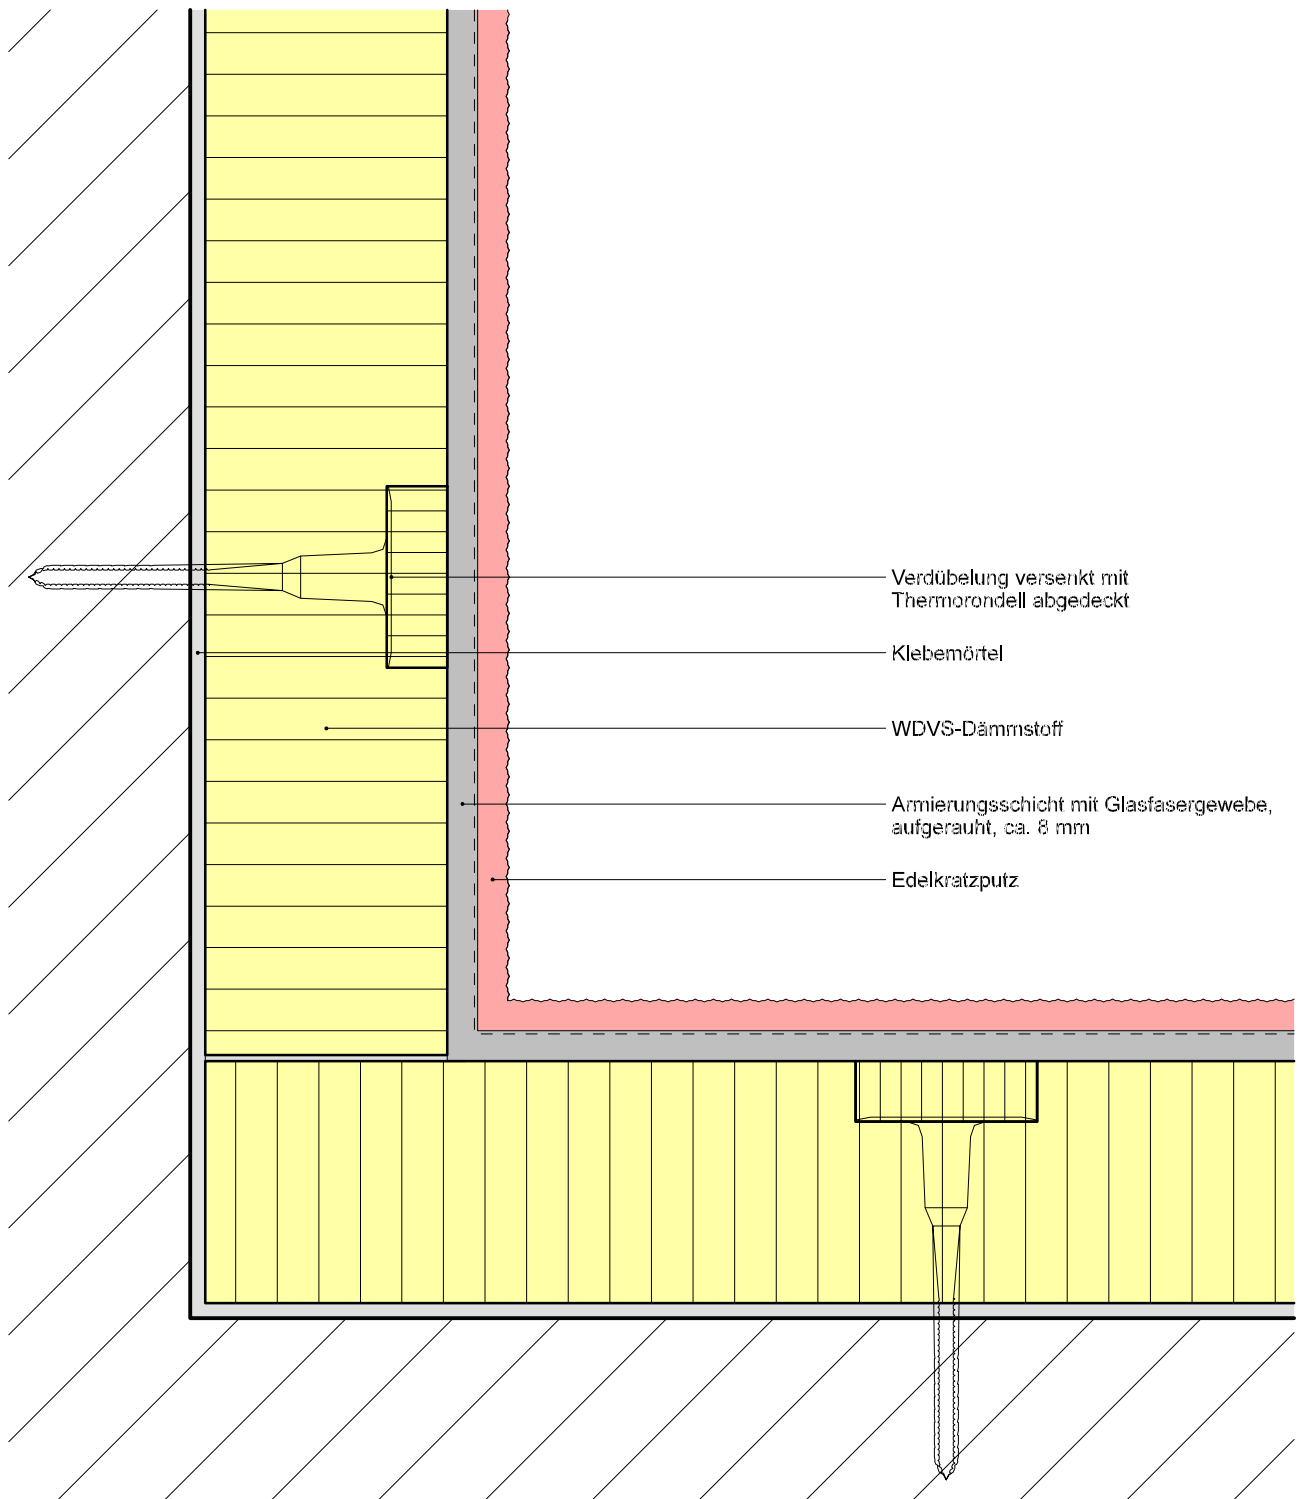 Verdübelung versenkt mit
Thermorondell abgedeckt
Klebemörtel
WDVS-Dämmstoff
Armierungsschicht mit Glasfasergewebe,
aufgerauht, ca. 8 mm
Edelkratzputz